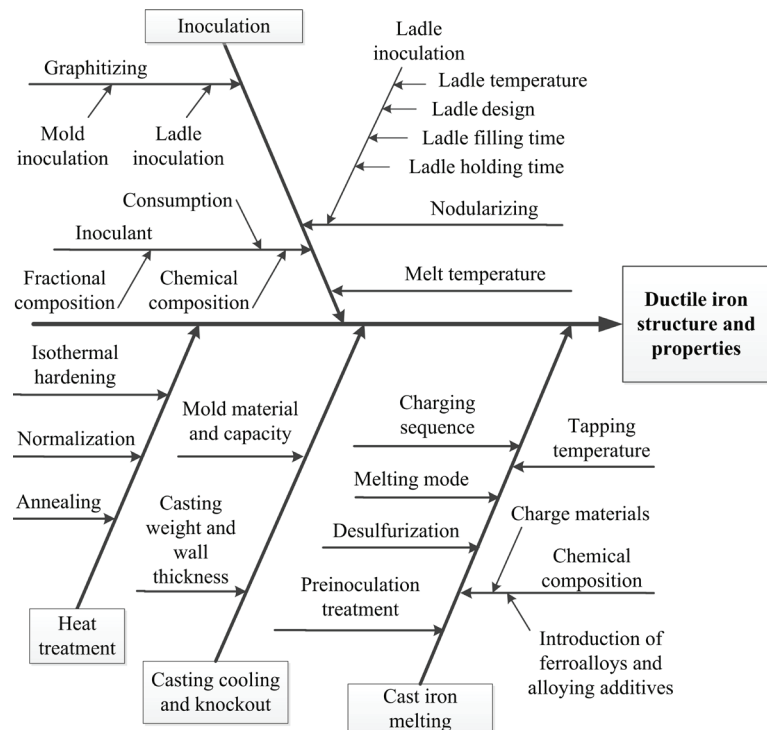 Inoculation
Graphitizing
Mold
inoculation
Ladle
inoculation
Ladle
inoculation
Ladle temperature
Ladle design
Ladle filling time
Ladle holding time
Nodularizing
Consumption
Inoculant
Fractional
composition
Chemical
composition
Melt temperature
Ductile iron
structure and
properties
Isothermal
hardening
Normalization
Annealing
Heat
treatment
Mold material
and capacity
Casting
weight and
wall
thickness
Casting cooling
and knockout
Charging
sequence
Melting mode
Desulfurization
Preinoculation
treatment
Tapping
temperature
Charge materials
Chemical
composition
Introduction of
ferroalloys and
alloying additives
Cast iron
melting